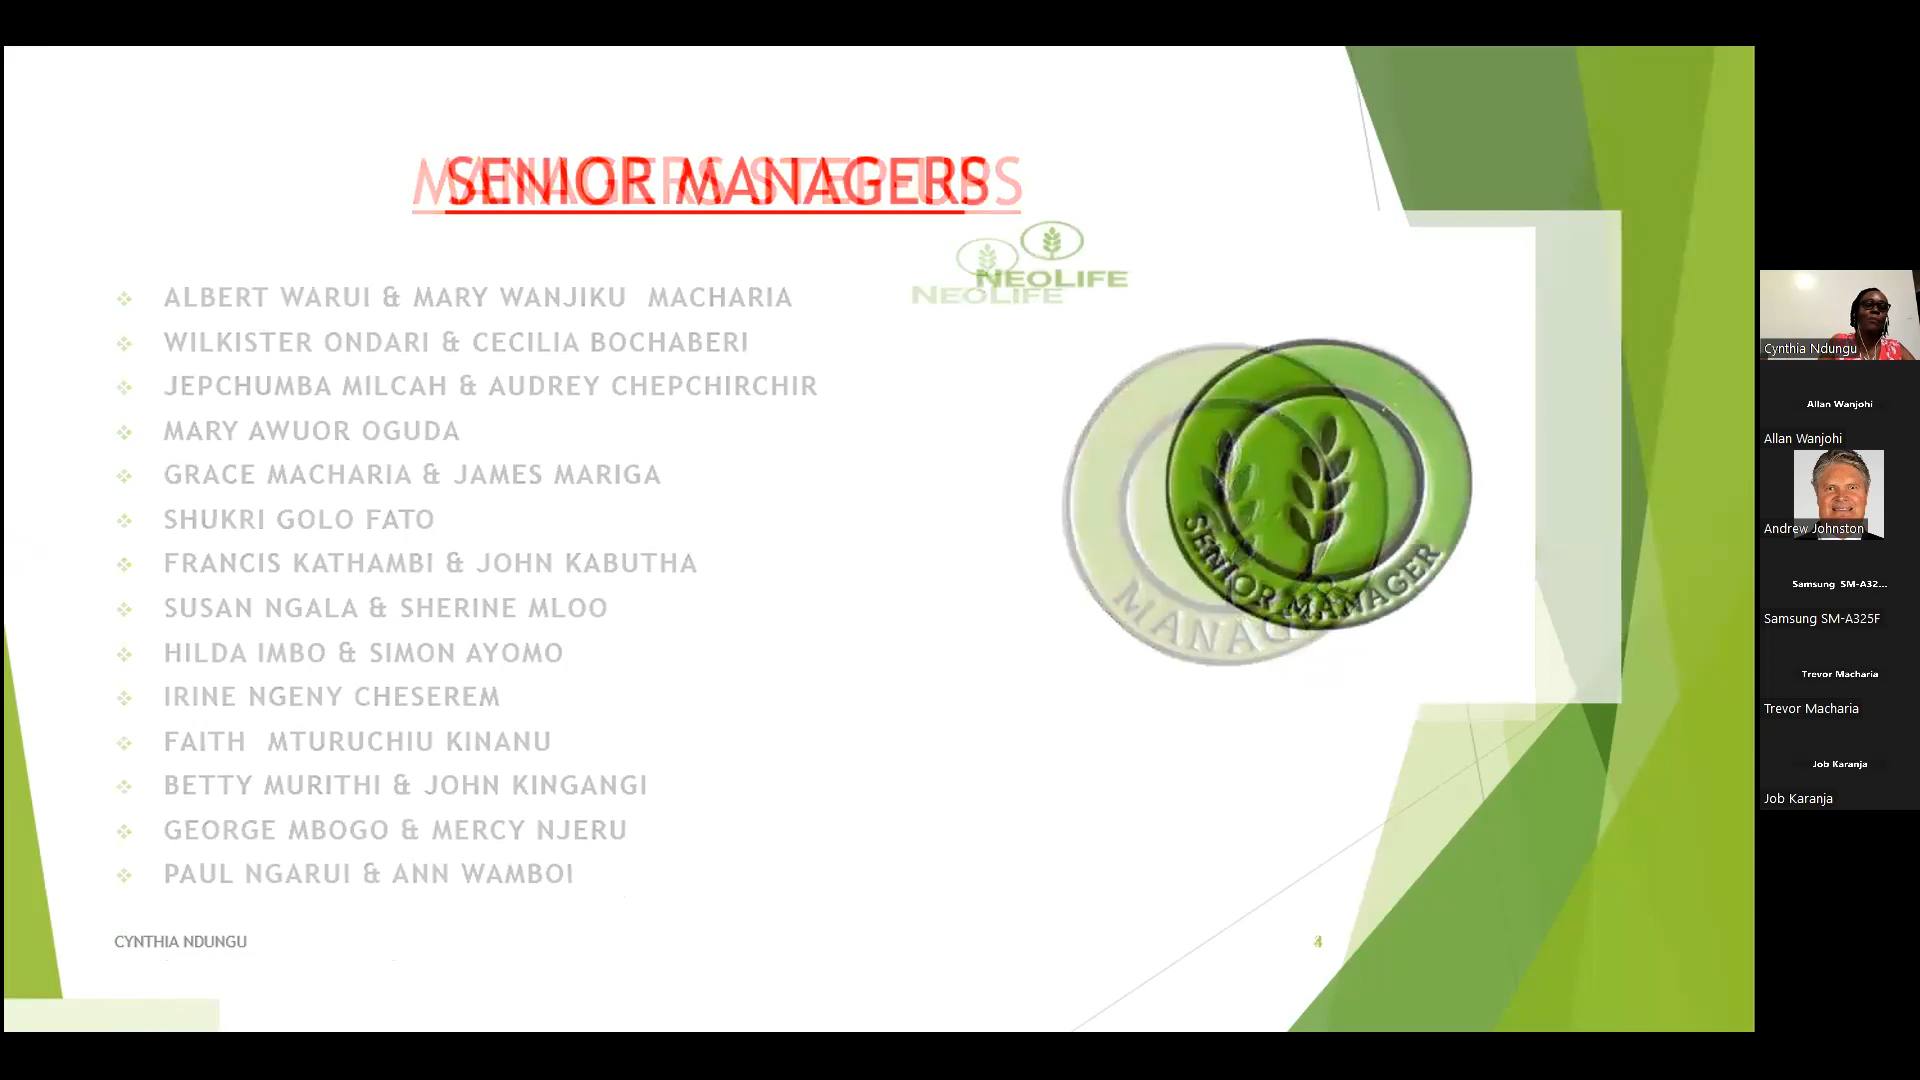 SENIOR MANAGERS
MANAGERS STEP-UPS
NEOLIFE
NEOLIFE
ALBERT WARUI & MARY WANJIKU MACHARIA
WILKISTER ONDARI & CECILIA BOCHABERI
JEPCHUMBA MILCAH & AUDREY CHEPCHIRCHIR
MARY AWUOR OGUDA
GRACE MACHARIA & JAMES MARIGA
SHUKRI GOLO FATO
FRANCIS KATHAMBI & JOHN KABUTHA
SUSAN NGALA & SHERINE MLOO
HILDA IMBO & SIMON AYOMO
IRINE NGENY CHESEREM
FAITH MTURUCHIU KINANU
BETTY MURITHI & JOHN KINGANGI
GEORGE MBOGO & MERCY NJERU
PAUL NGARUI & ANN WAMBOI
SENIOR MANAGER
CYNTHIA NDUNGU
Cynthia Ndungu
Allan Wanjohi
Allan Wanjohi
Andrew Johnston
Samsung SM-A32...
Samsung SM-A325F
Trevor Macharia
Trevor Macharia
Job Karanja
Job Karanja